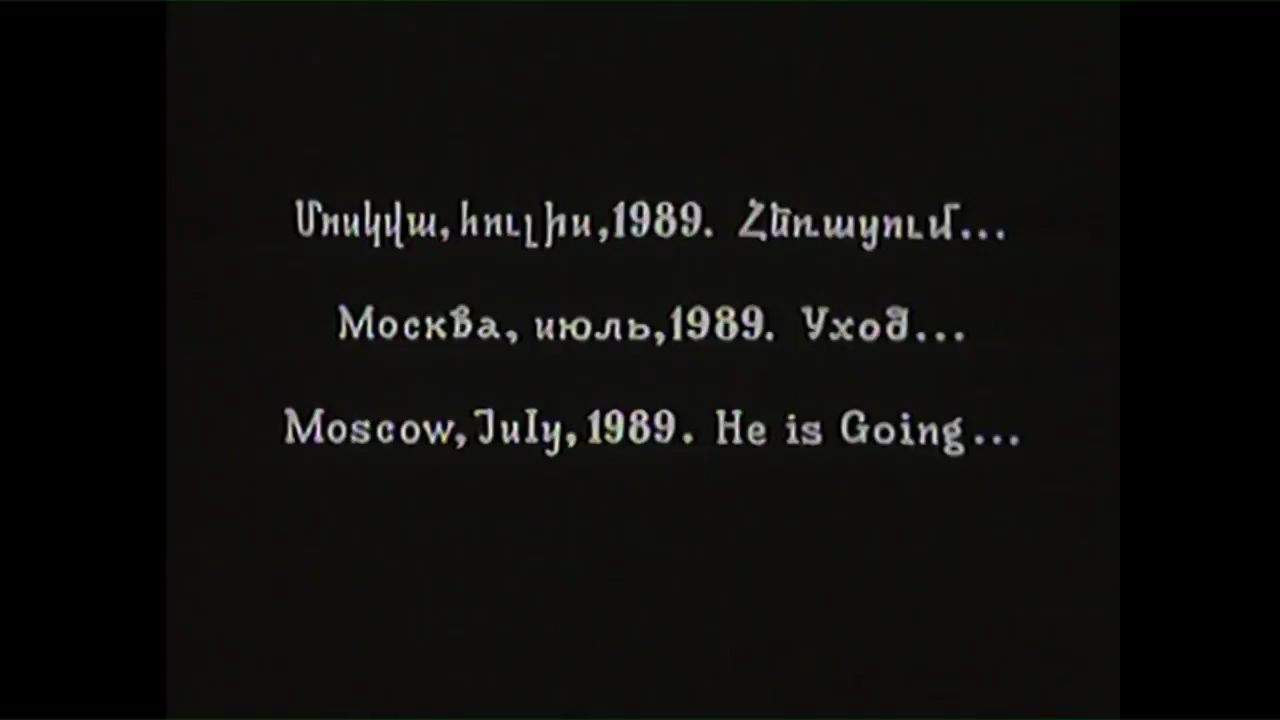 Մոսկվա, հուլիս,1989. Հեռացում...
Москва, июль,1989. Уход...
Moscow, July, 1989. He is Going...